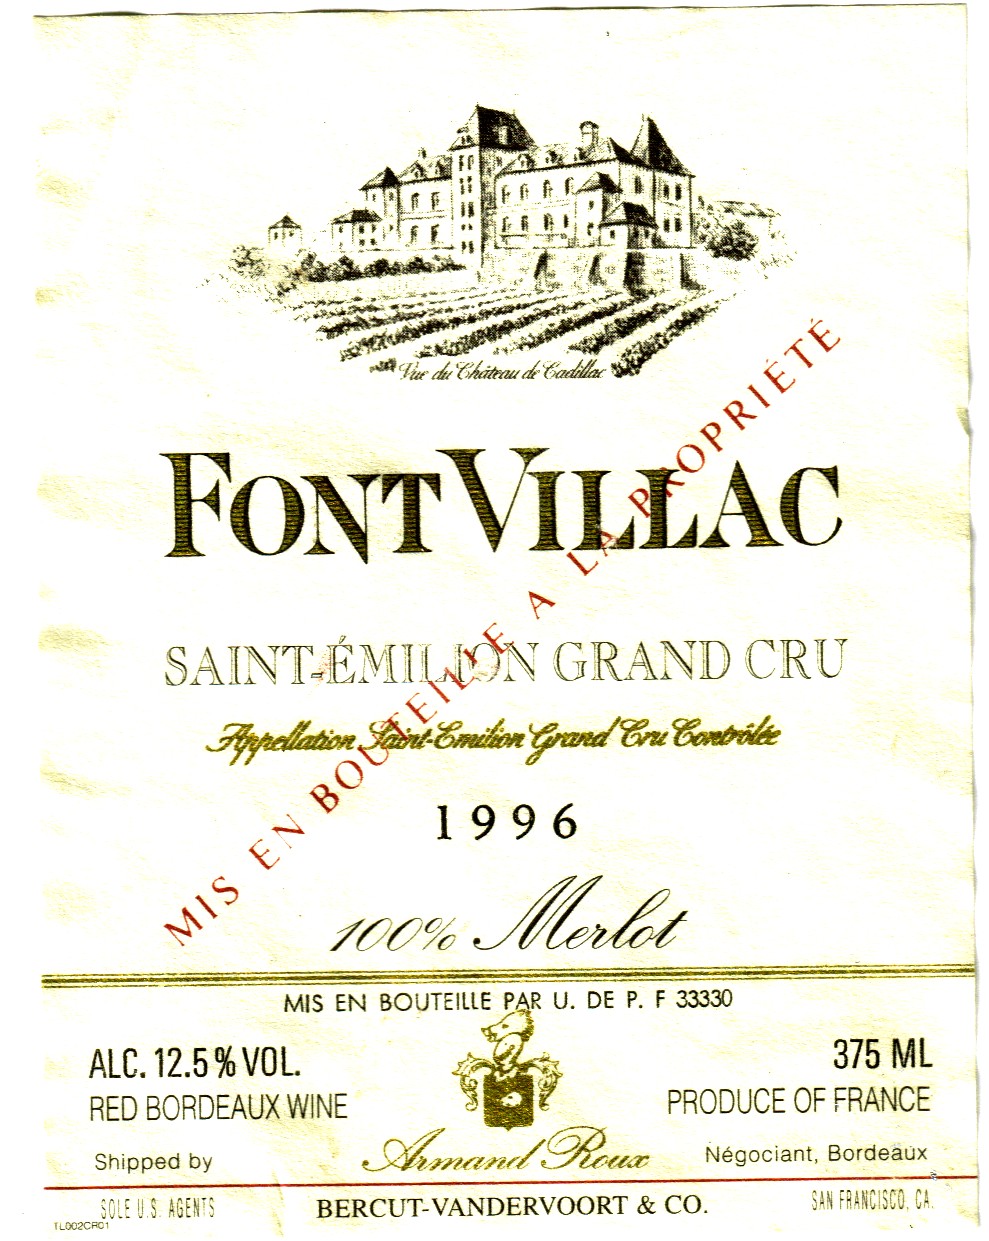 Vue du Château de Cadillac
FONT VILLAC
MIS EN BOUTEILLE A LA PROPRIÉTÉ
SAINT-ÉMILION GRAND CRU
Appellation Saint-Emilion Grand Cru Contrôlée
1996
100% Merlot
MIS EN BOUTEILLE PAR U. DE P. F 33330
ALC. 12.5% VOL.
375 ML
RED BORDEAUX WINE
PRODUCE OF FRANCE
Shipped by
Armand Roux
Négociant, Bordeaux
SOLE U.S. AGENTS
BERCUT-VANDERVOORT & CO.
SAN FRANCISCO, CA.
TL002CR01